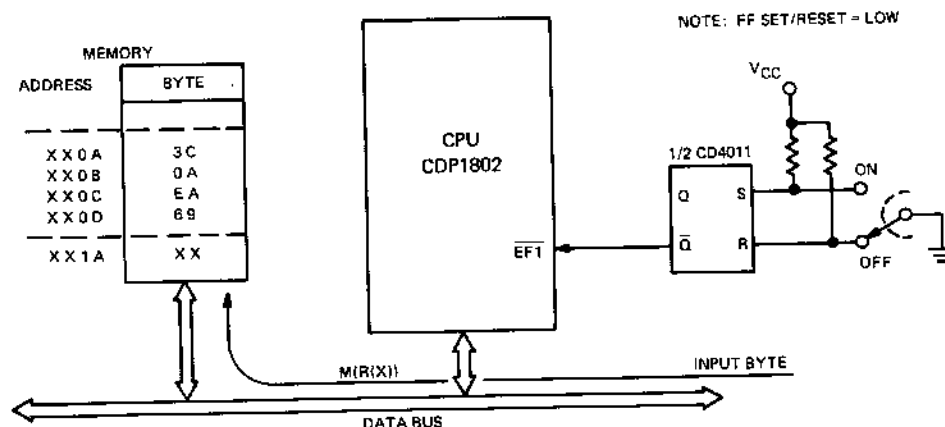 NOTE: FF SET/RESET = LOW
MEMORY
ADDRESS BYTE
XX0A 3C
XX0B 0A
XX0C EA
XX0D 69
XX1A XX
CPU
CDP1802
EF1
VCC
1/2 CD4011
Q S
Q R
ON
OFF
M(R(X))
INPUT BYTE
DATA BUS